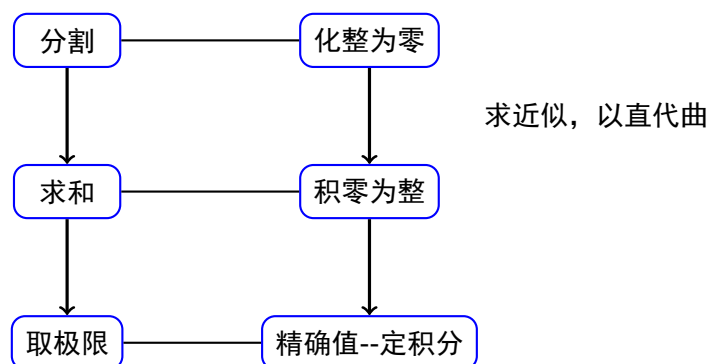 分割
化整为零
求近似，以直代曲
求和
积零为整
取极限
精确值--定积分